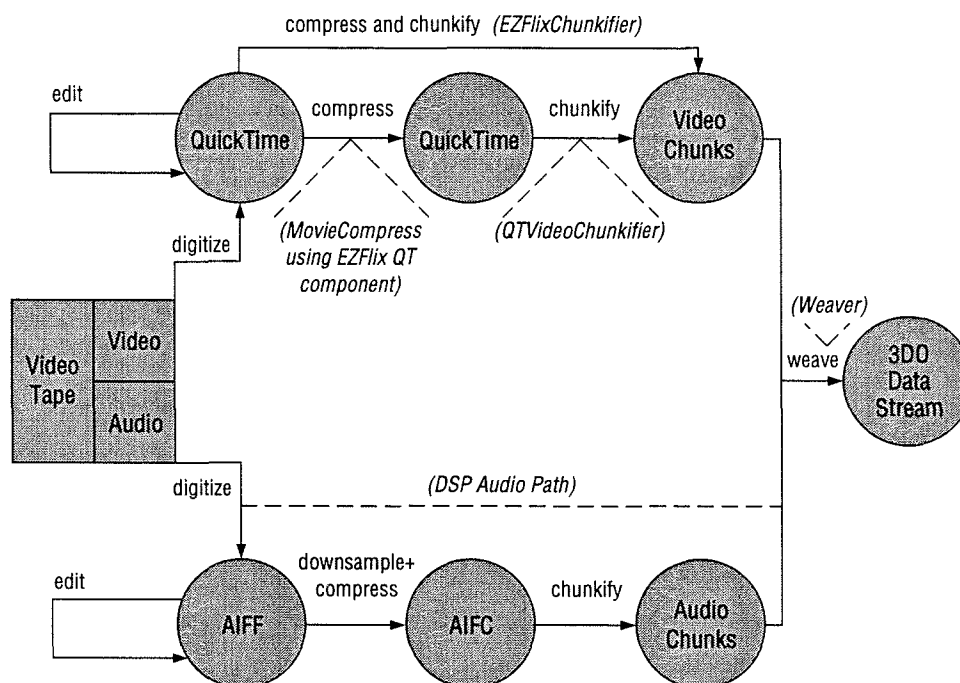 compress and chunkify (EZFlixChunkifier)
edit
QuickTime
compress
QuickTime
chunkify
Video
Chunks
digitize
(MovieCompress
using EZFlix QT
component)
(QTVideoChunkifier)
Video
Tape
Video
Audio
(Weaver)
weave
3DO
Data
Stream
digitize
(DSP Audio Path)
edit
AIFF
downsample+
compress
AIFC
chunkify
Audio
Chunks